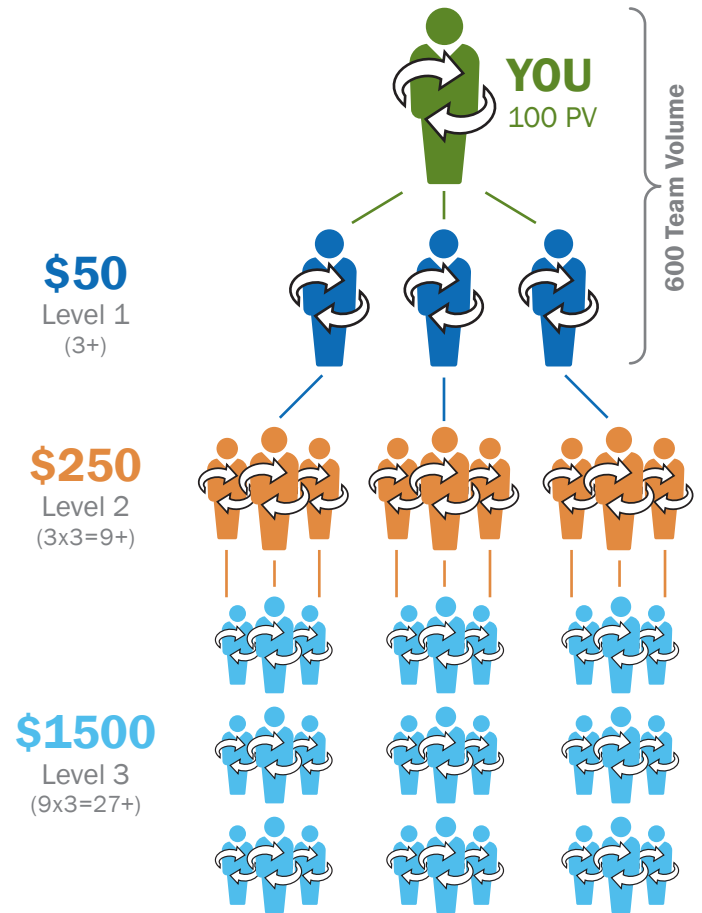 YOU
100 PV
600 Team Volume
$50
Level 1
(3+)
$250
Level 2
(3x3=9+)
$1500
Level 3
(9x3=27+)